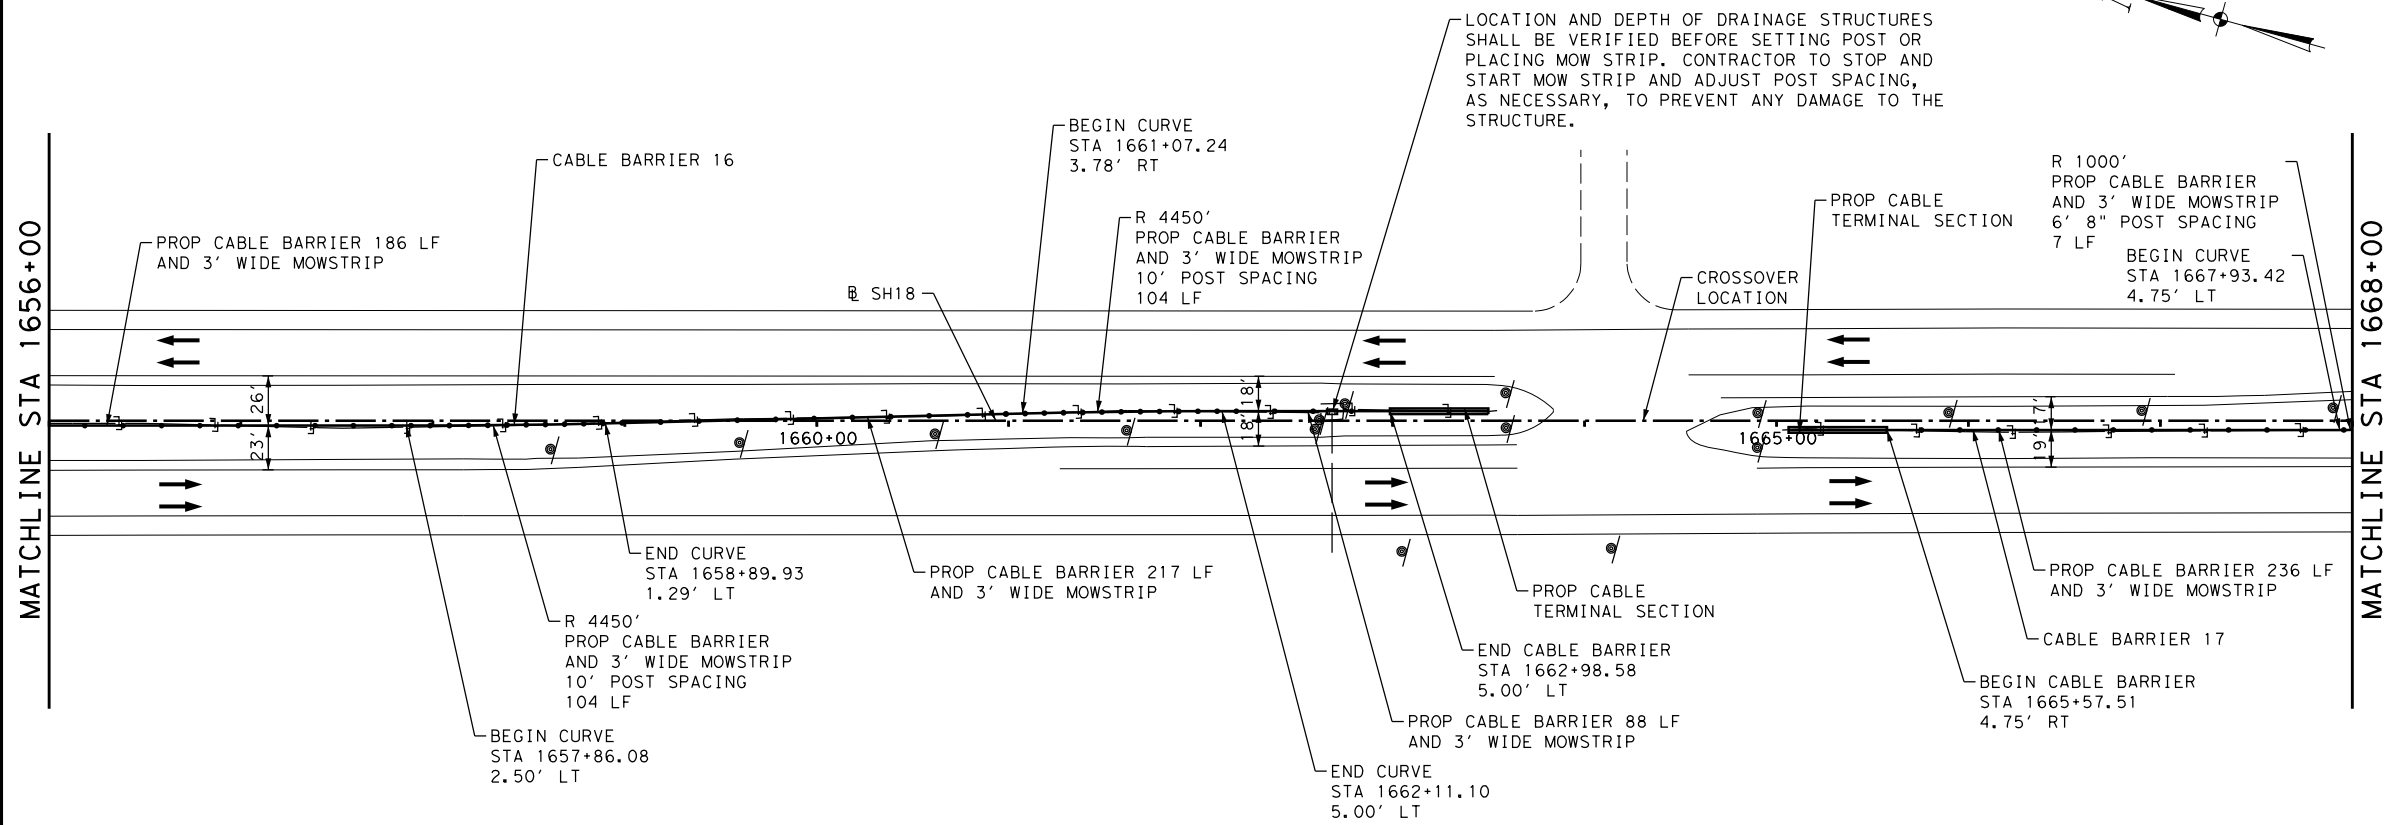 LOCATION AND DEPTH OF DRAINAGE STRUCTURES
SHALL BE VERIFIED BEFORE SETTING POST OR
PLACING MOW STRIP. CONTRACTOR TO STOP AND
START MOW STRIP AND ADJUST POST SPACING,
AS NECESSARY, TO PREVENT ANY DAMAGE TO THE
STRUCTURE.
BEGIN CURVE
STA 1661+07.24
3.78' RT
CABLE BARRIER 16
R 1000'
PROP CABLE BARRIER
AND 3' WIDE MOWSTRIP
6' 8" POST SPACING
7 LF
PROP CABLE
TERMINAL SECTION
R 4450'
PROP CABLE BARRIER
AND 3' WIDE MOWSTRIP
10' POST SPACING
104 LF
PROP CABLE BARRIER 186 LF
AND 3' WIDE MOWSTRIP
BEGIN CURVE
STA 1667+93.42
4.75' LT
CROSSOVER
LOCATION
℄ SH18
MATCHLINE STA 1656+00
MATCHLINE STA 1668+00
26'
23'
18'
18'
17'
19'
1660+00
1665+00
END CURVE
STA 1658+89.93
1.29' LT
PROP CABLE BARRIER 217 LF
AND 3' WIDE MOWSTRIP
PROP CABLE
TERMINAL SECTION
PROP CABLE BARRIER 236 LF
AND 3' WIDE MOWSTRIP
R 4450'
PROP CABLE BARRIER
AND 3' WIDE MOWSTRIP
10' POST SPACING
104 LF
CABLE BARRIER 17
END CABLE BARRIER
STA 1662+98.58
5.00' LT
BEGIN CABLE BARRIER
STA 1665+57.51
4.75' RT
PROP CABLE BARRIER 88 LF
AND 3' WIDE MOWSTRIP
BEGIN CURVE
STA 1657+86.08
2.50' LT
END CURVE
STA 1662+11.10
5.00' LT